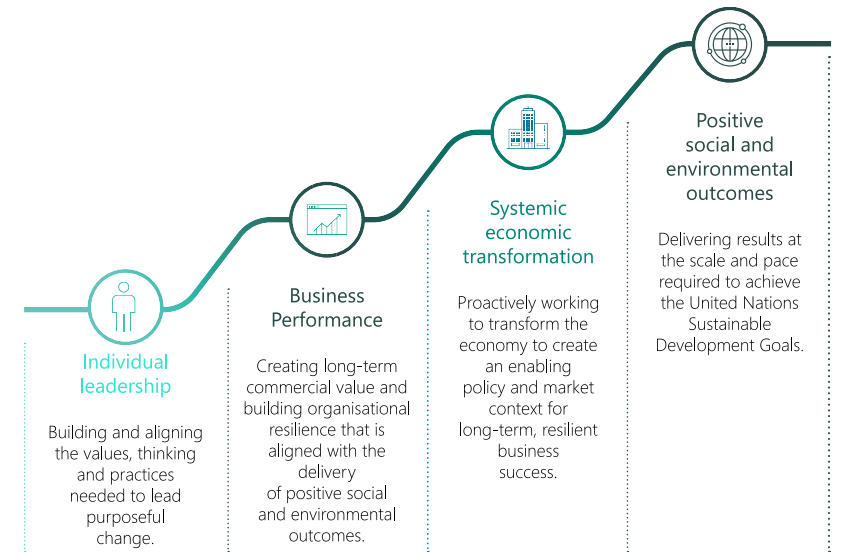 Individual
leadership
Building and aligning
the values, thinking
and practices
needed to lead
purposeful
change.
Business
Performance
Creating long-term
commercial value and
building organisational
resilience that is
aligned with the
delivery
of positive social
and environmental
outcomes.
Systemic
economic
transformation
Proactively working
to transform the
economy to create
an enabling
policy and market
context for
long-term, resilient
business
success.
Positive
social and
environmental
outcomes
Delivering results at
the scale and pace
required to achieve
the United Nations
Sustainable
Development Goals.